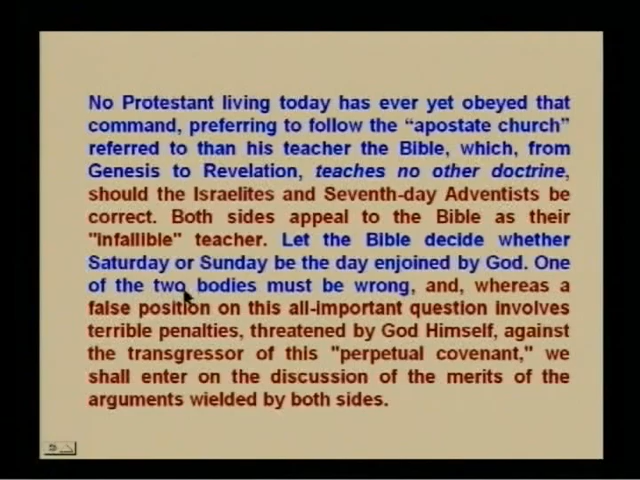 No Protestant living today has ever yet obeyed that
command, preferring to follow the “apostate church”
referred to than his teacher the Bible, which, from
Genesis to Revelation, teaches no other doctrine,
should the Israelites and Seventh-day Adventists be
correct. Both sides appeal to the Bible as their
"infallible" teacher. Let the Bible decide whether
Saturday or Sunday be the day enjoined by God. One
of the two bodies must be wrong, and, whereas a
false position on this all-important question involves
terrible penalties, threatened by God Himself, against
the transgressor of this "perpetual covenant," we
shall enter on the discussion of the merits of the
arguments wielded by both sides.